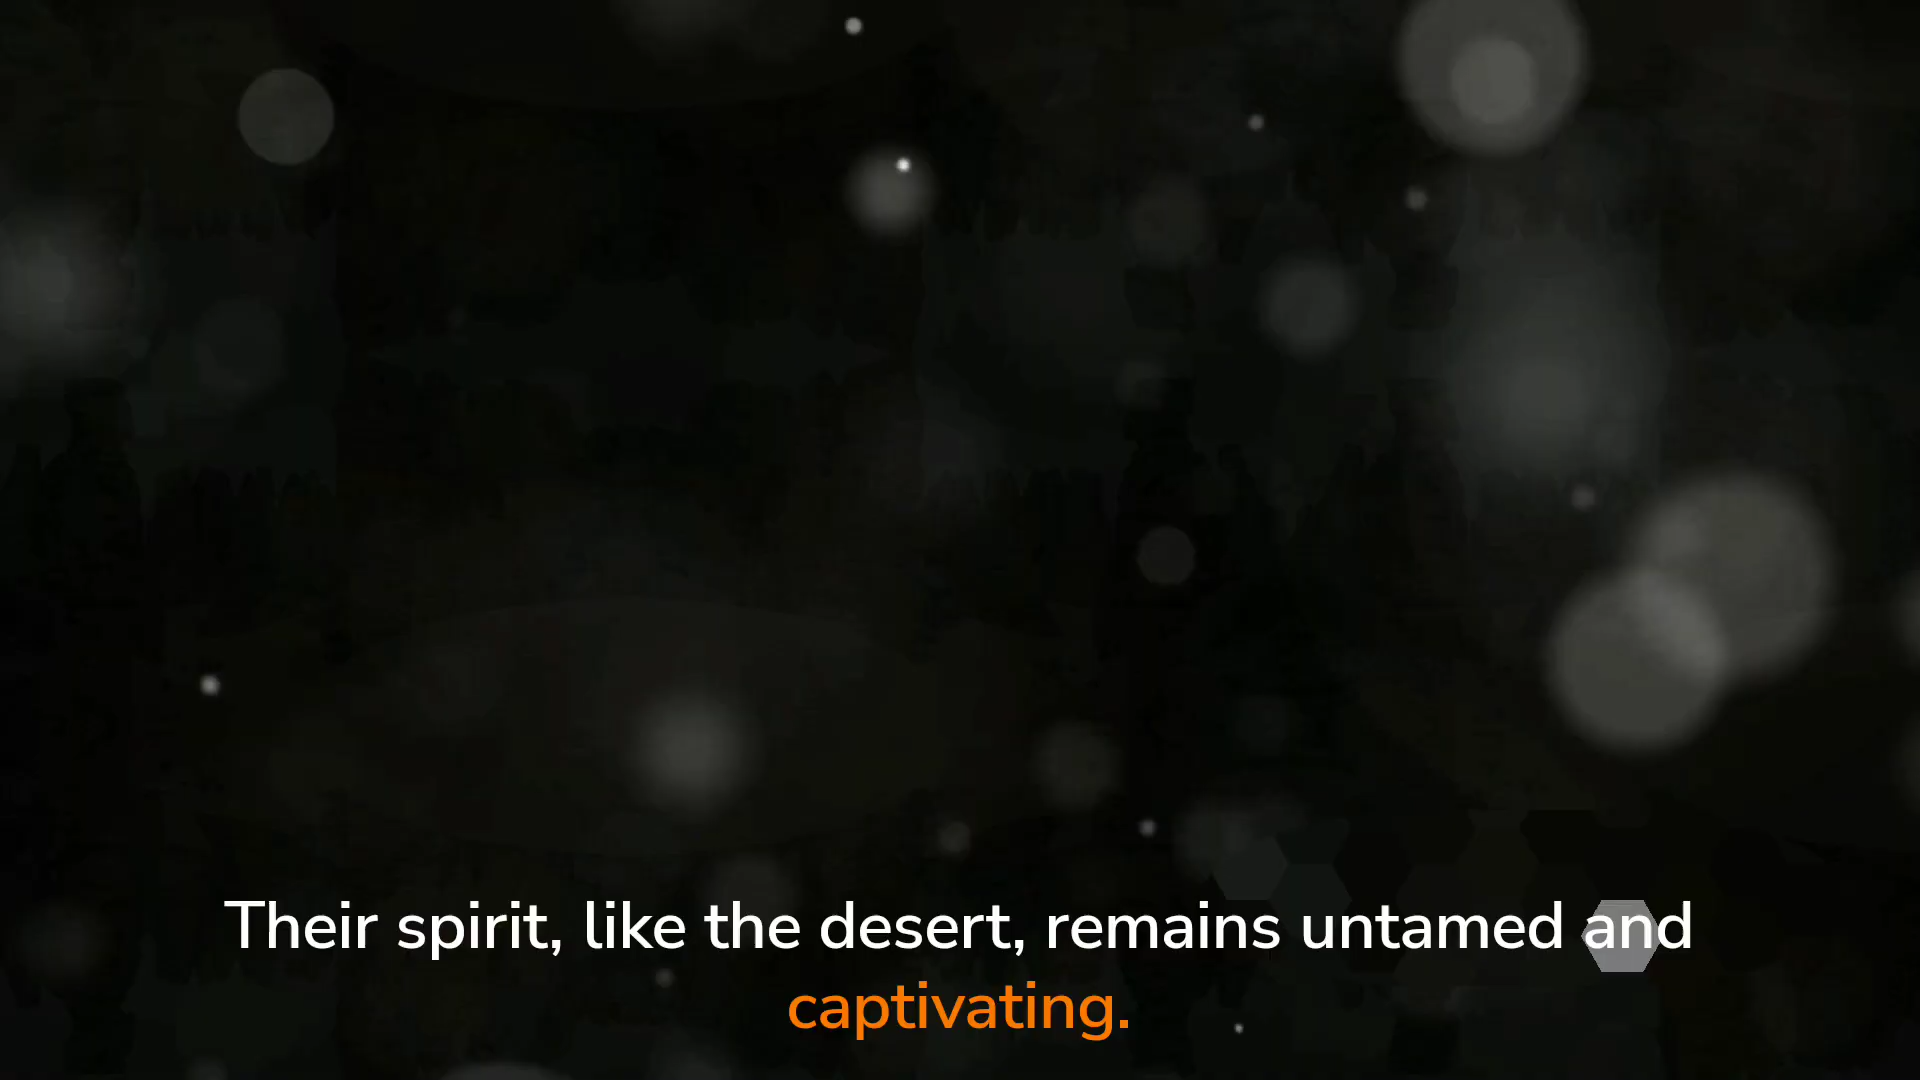 Their spirit, like the desert, remains untamed and
captivating.